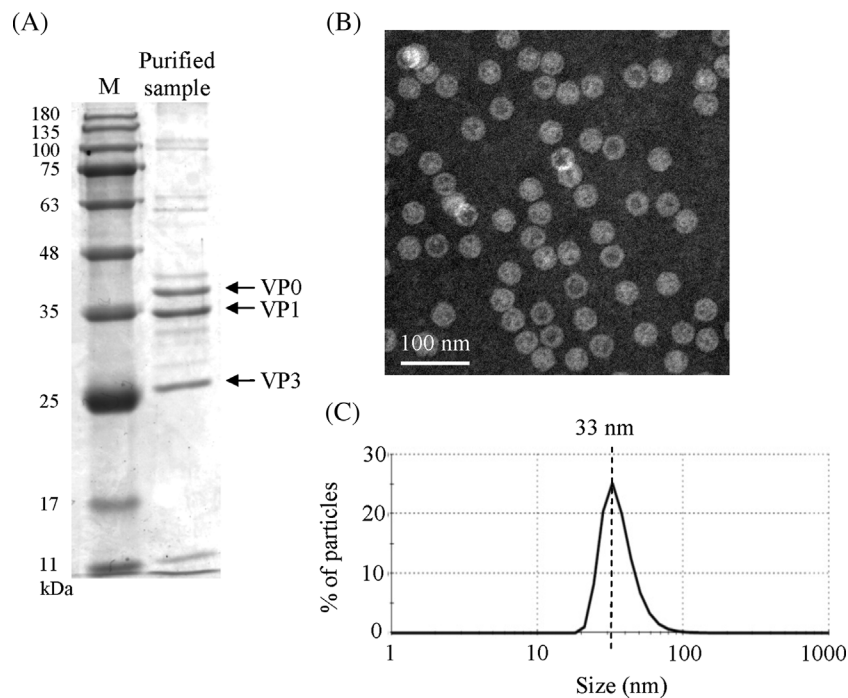 (A)
M
Purified
sample
180
135
100
75
63
48
35
25
17
11
kDa
VP0
VP1
VP3
(B)
100 nm
(C)
33 nm
30
20
10
0
% of particles
1
10
100
1000
Size (nm)